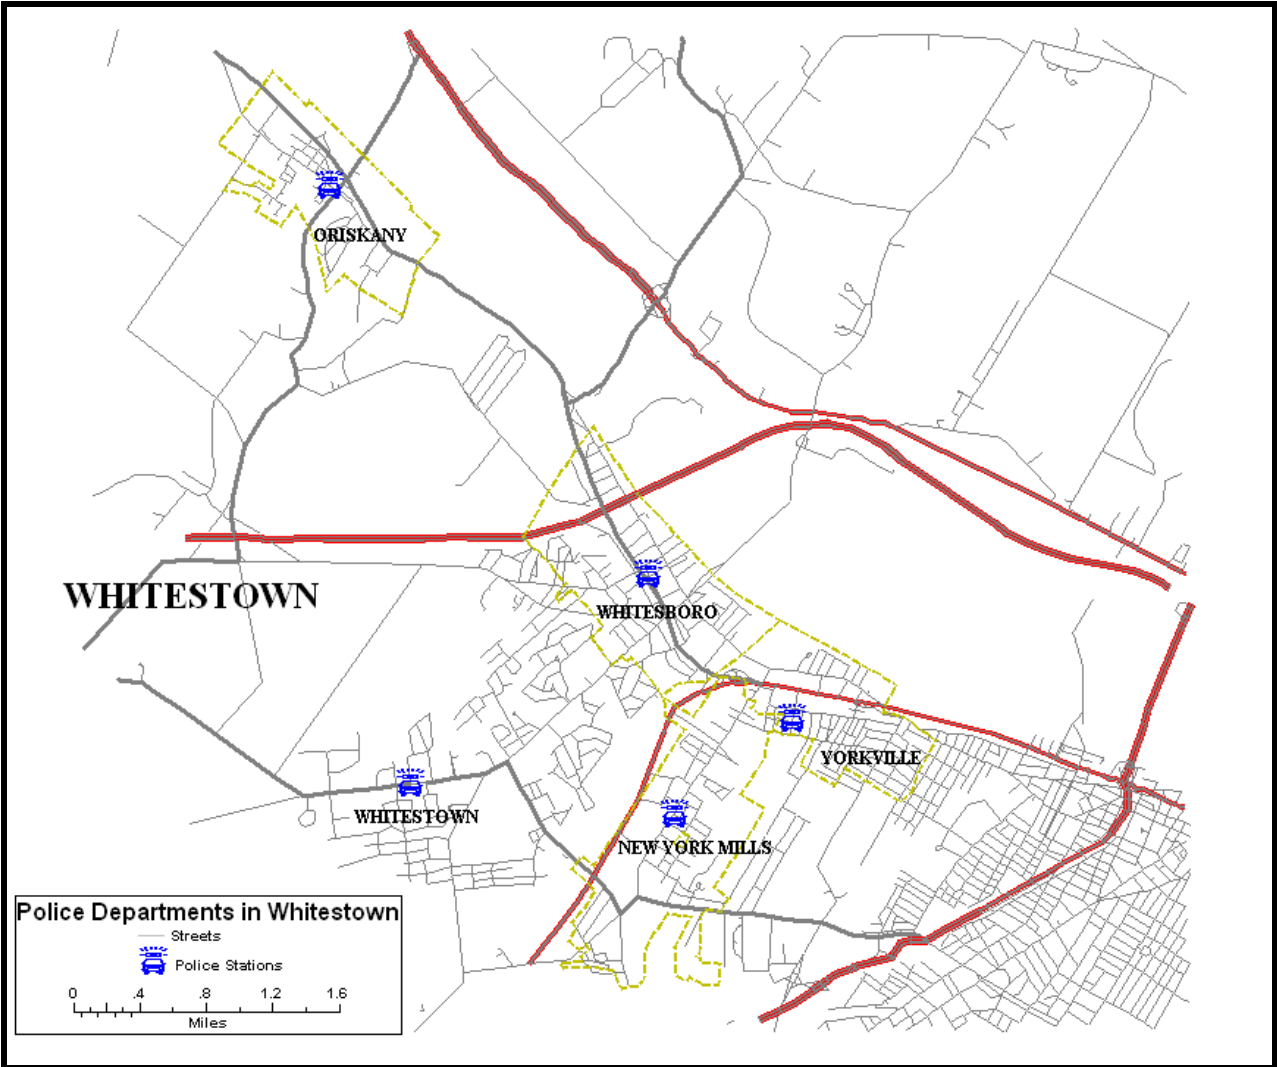 ORISKANY
WHITESTOWN
WHITESBORO
YORKVILLE
WHITESTOWN
NEW YORK MILLS
Police Departments in Whitestown
Streets
Police Stations
0 .4 .8 1.2 1.6
Miles